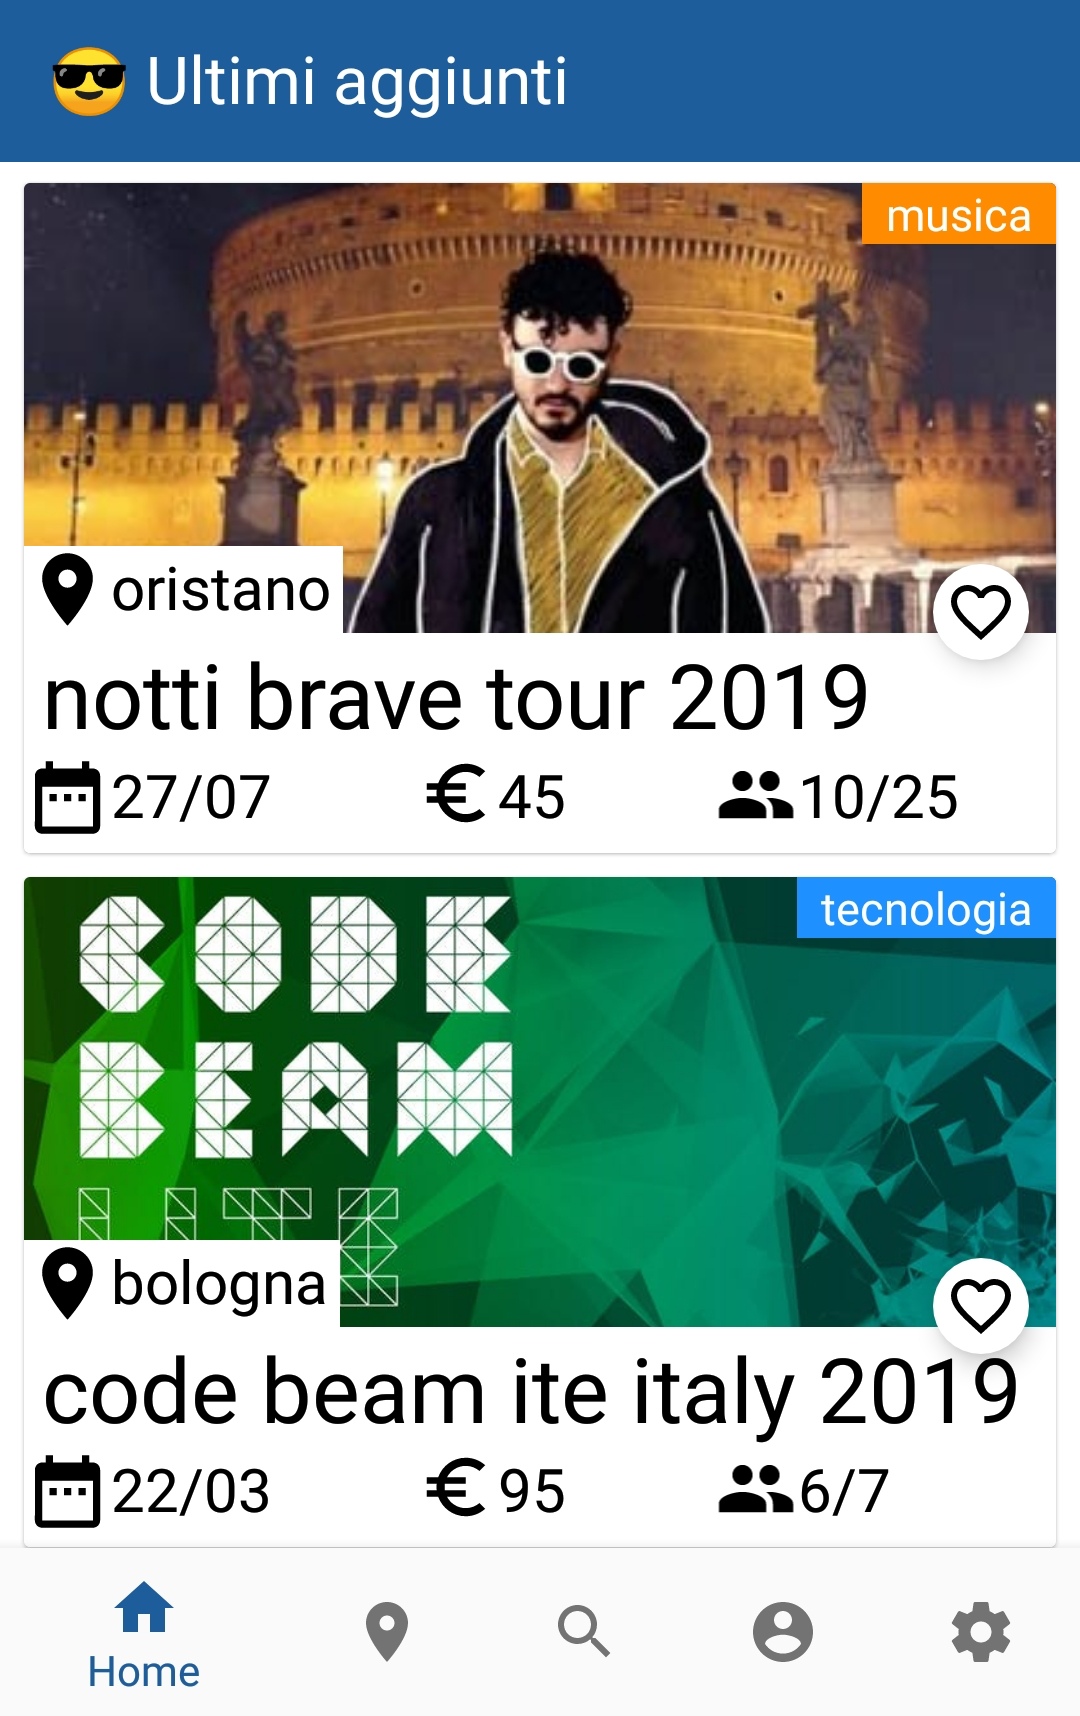 😎 Ultimi aggiunti
musica
oristano
notti brave tour 2019
27/07 €45 10/25
tecnologia
CODE
BEAM
bologna
code beam ite italy 2019
22/03 €95 6/7
Home